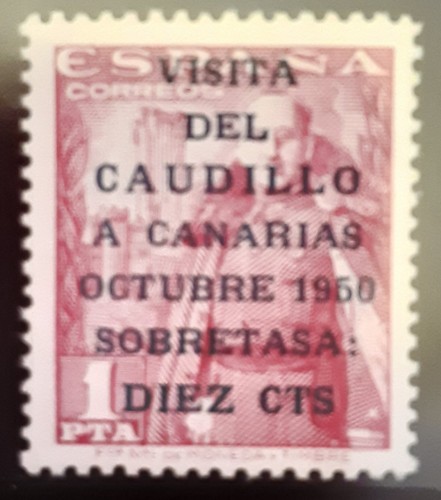 ESPAÑA
CORREOS
VISITA
DEL
CAUDILLO
A CANARIAS
OCTUBRE 1950
SOBRETASA:
DIEZ CTS
1
PTA